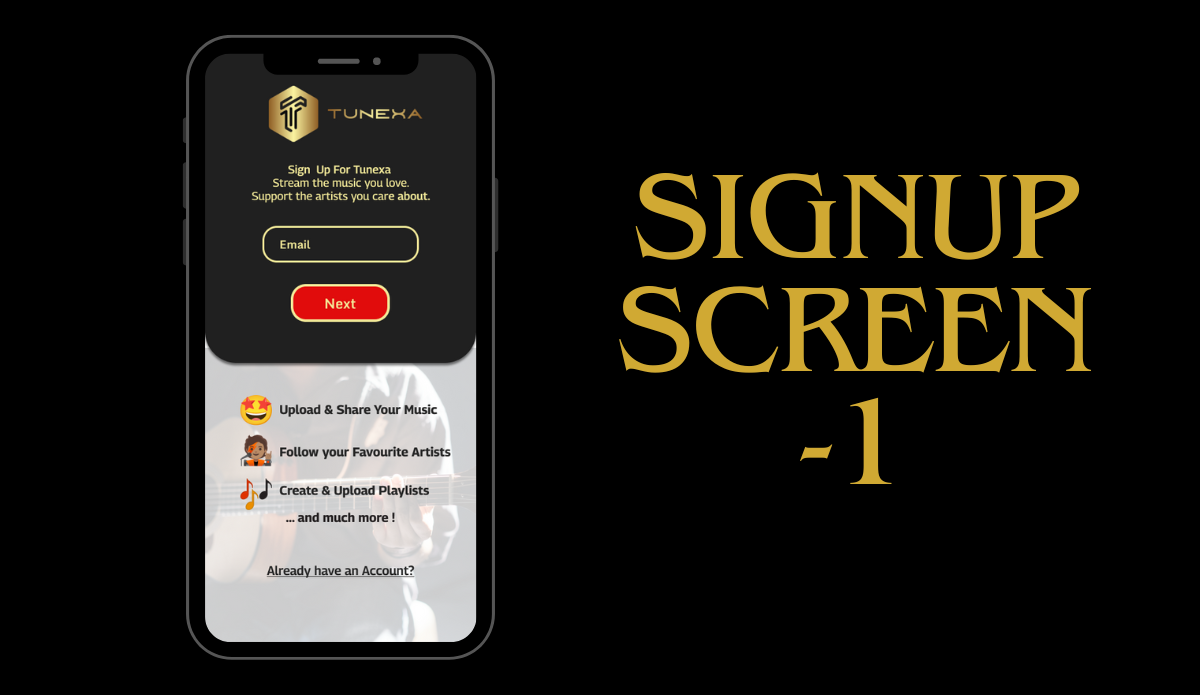 TUNEXA
Sign Up For Tunexa
Stream the music you love.
Support the artists you care about.
Email
Next
Upload & Share Your Music
Follow your Favourite Artists
Create & Upload Playlists
... and much more !
Already have an Account?
SIGNUP
SCREEN
-1